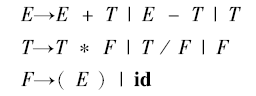 E→E + T | E − T | T
T→T * F | T / F | F
F→( E ) | id